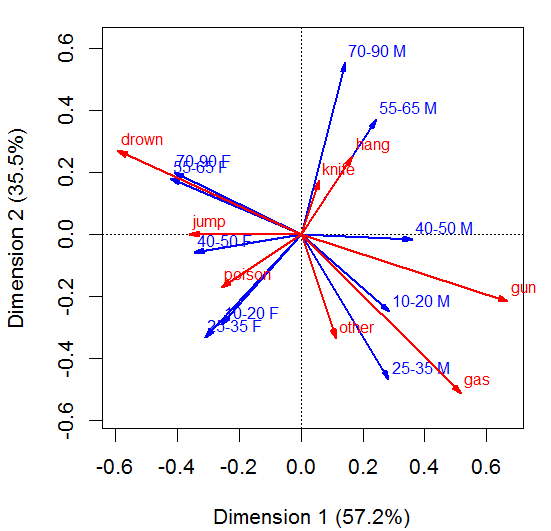 70-90 M
55-65 M
drown
hang
70-90 F
55-65 F
knife
jump
40-50 F
40-50 M
poison
gun
10-20 F
10-20 M
25-35 F
other
25-35 M
gas
0.6
0.4
0.2
0.0
-0.2
-0.4
-0.6
Dimension 2 (35.5%)
-0.6 -0.4 -0.2 0.0 0.2 0.4 0.6
Dimension 1 (57.2%)